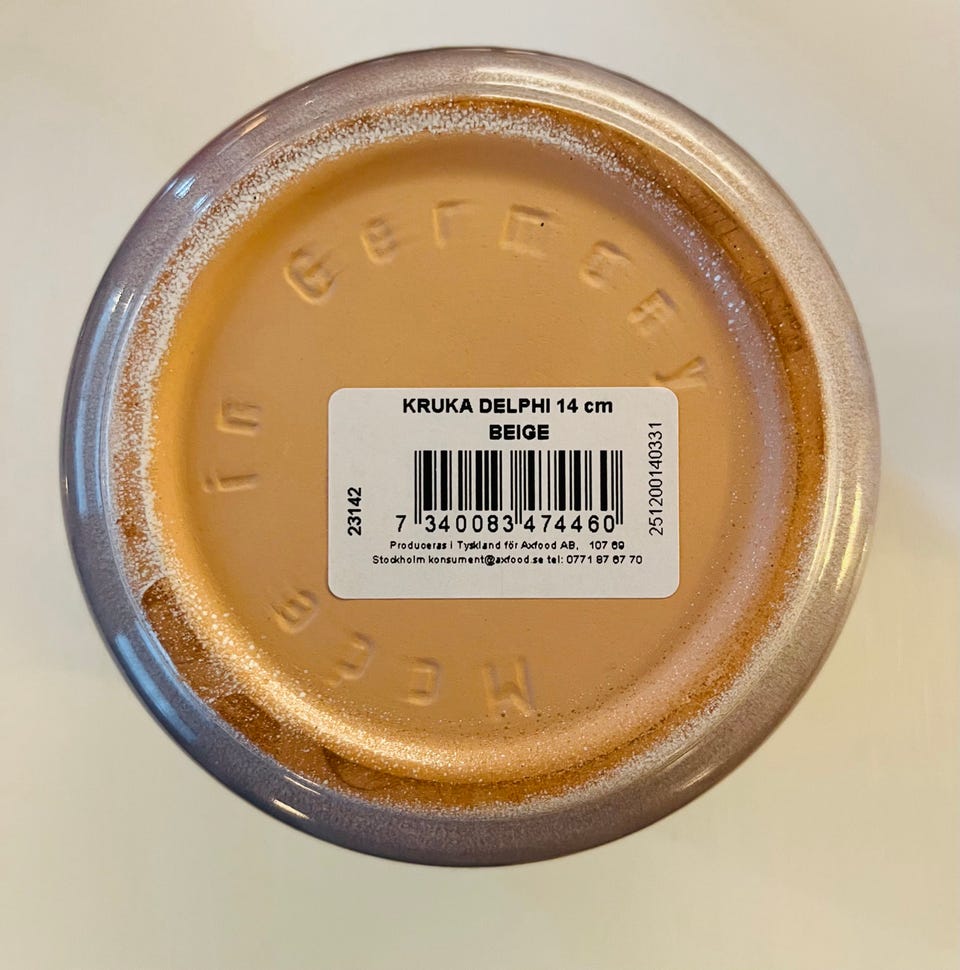 Made in Germany
KRUKA DELPHI 14 cm
BEIGE
23142
7 340083 474460
251200140331
Produceras i Tyskland för Axfood AB, 107 69
Stockholm konsument@axfood.se tel: 0771 97 67 70